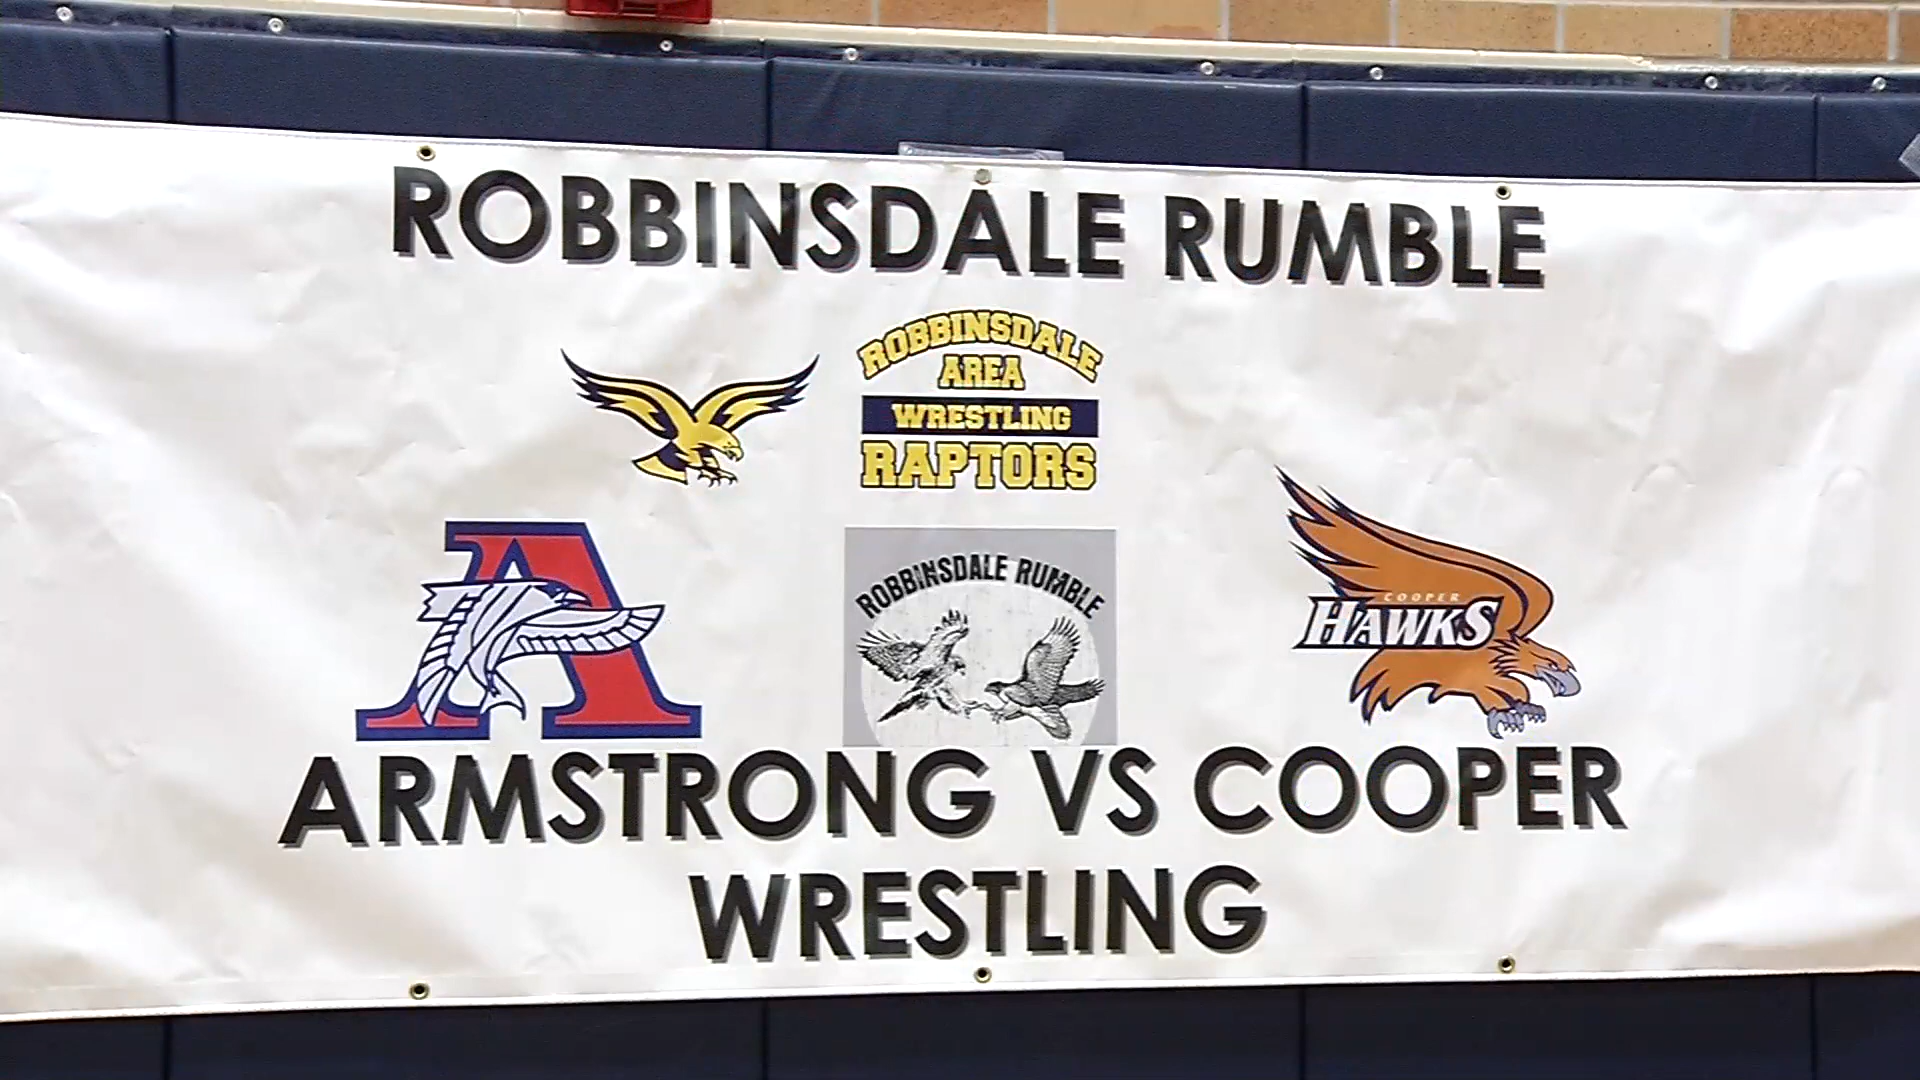 ROBBINSDALE RUMBLE
ROBBINSDALE
AREA
WRESTLING
RAPTORS
A
ROBBINSDALE RUMBLE
COOPER
HAWKS
ARMSTRONG VS COOPER
WRESTLING